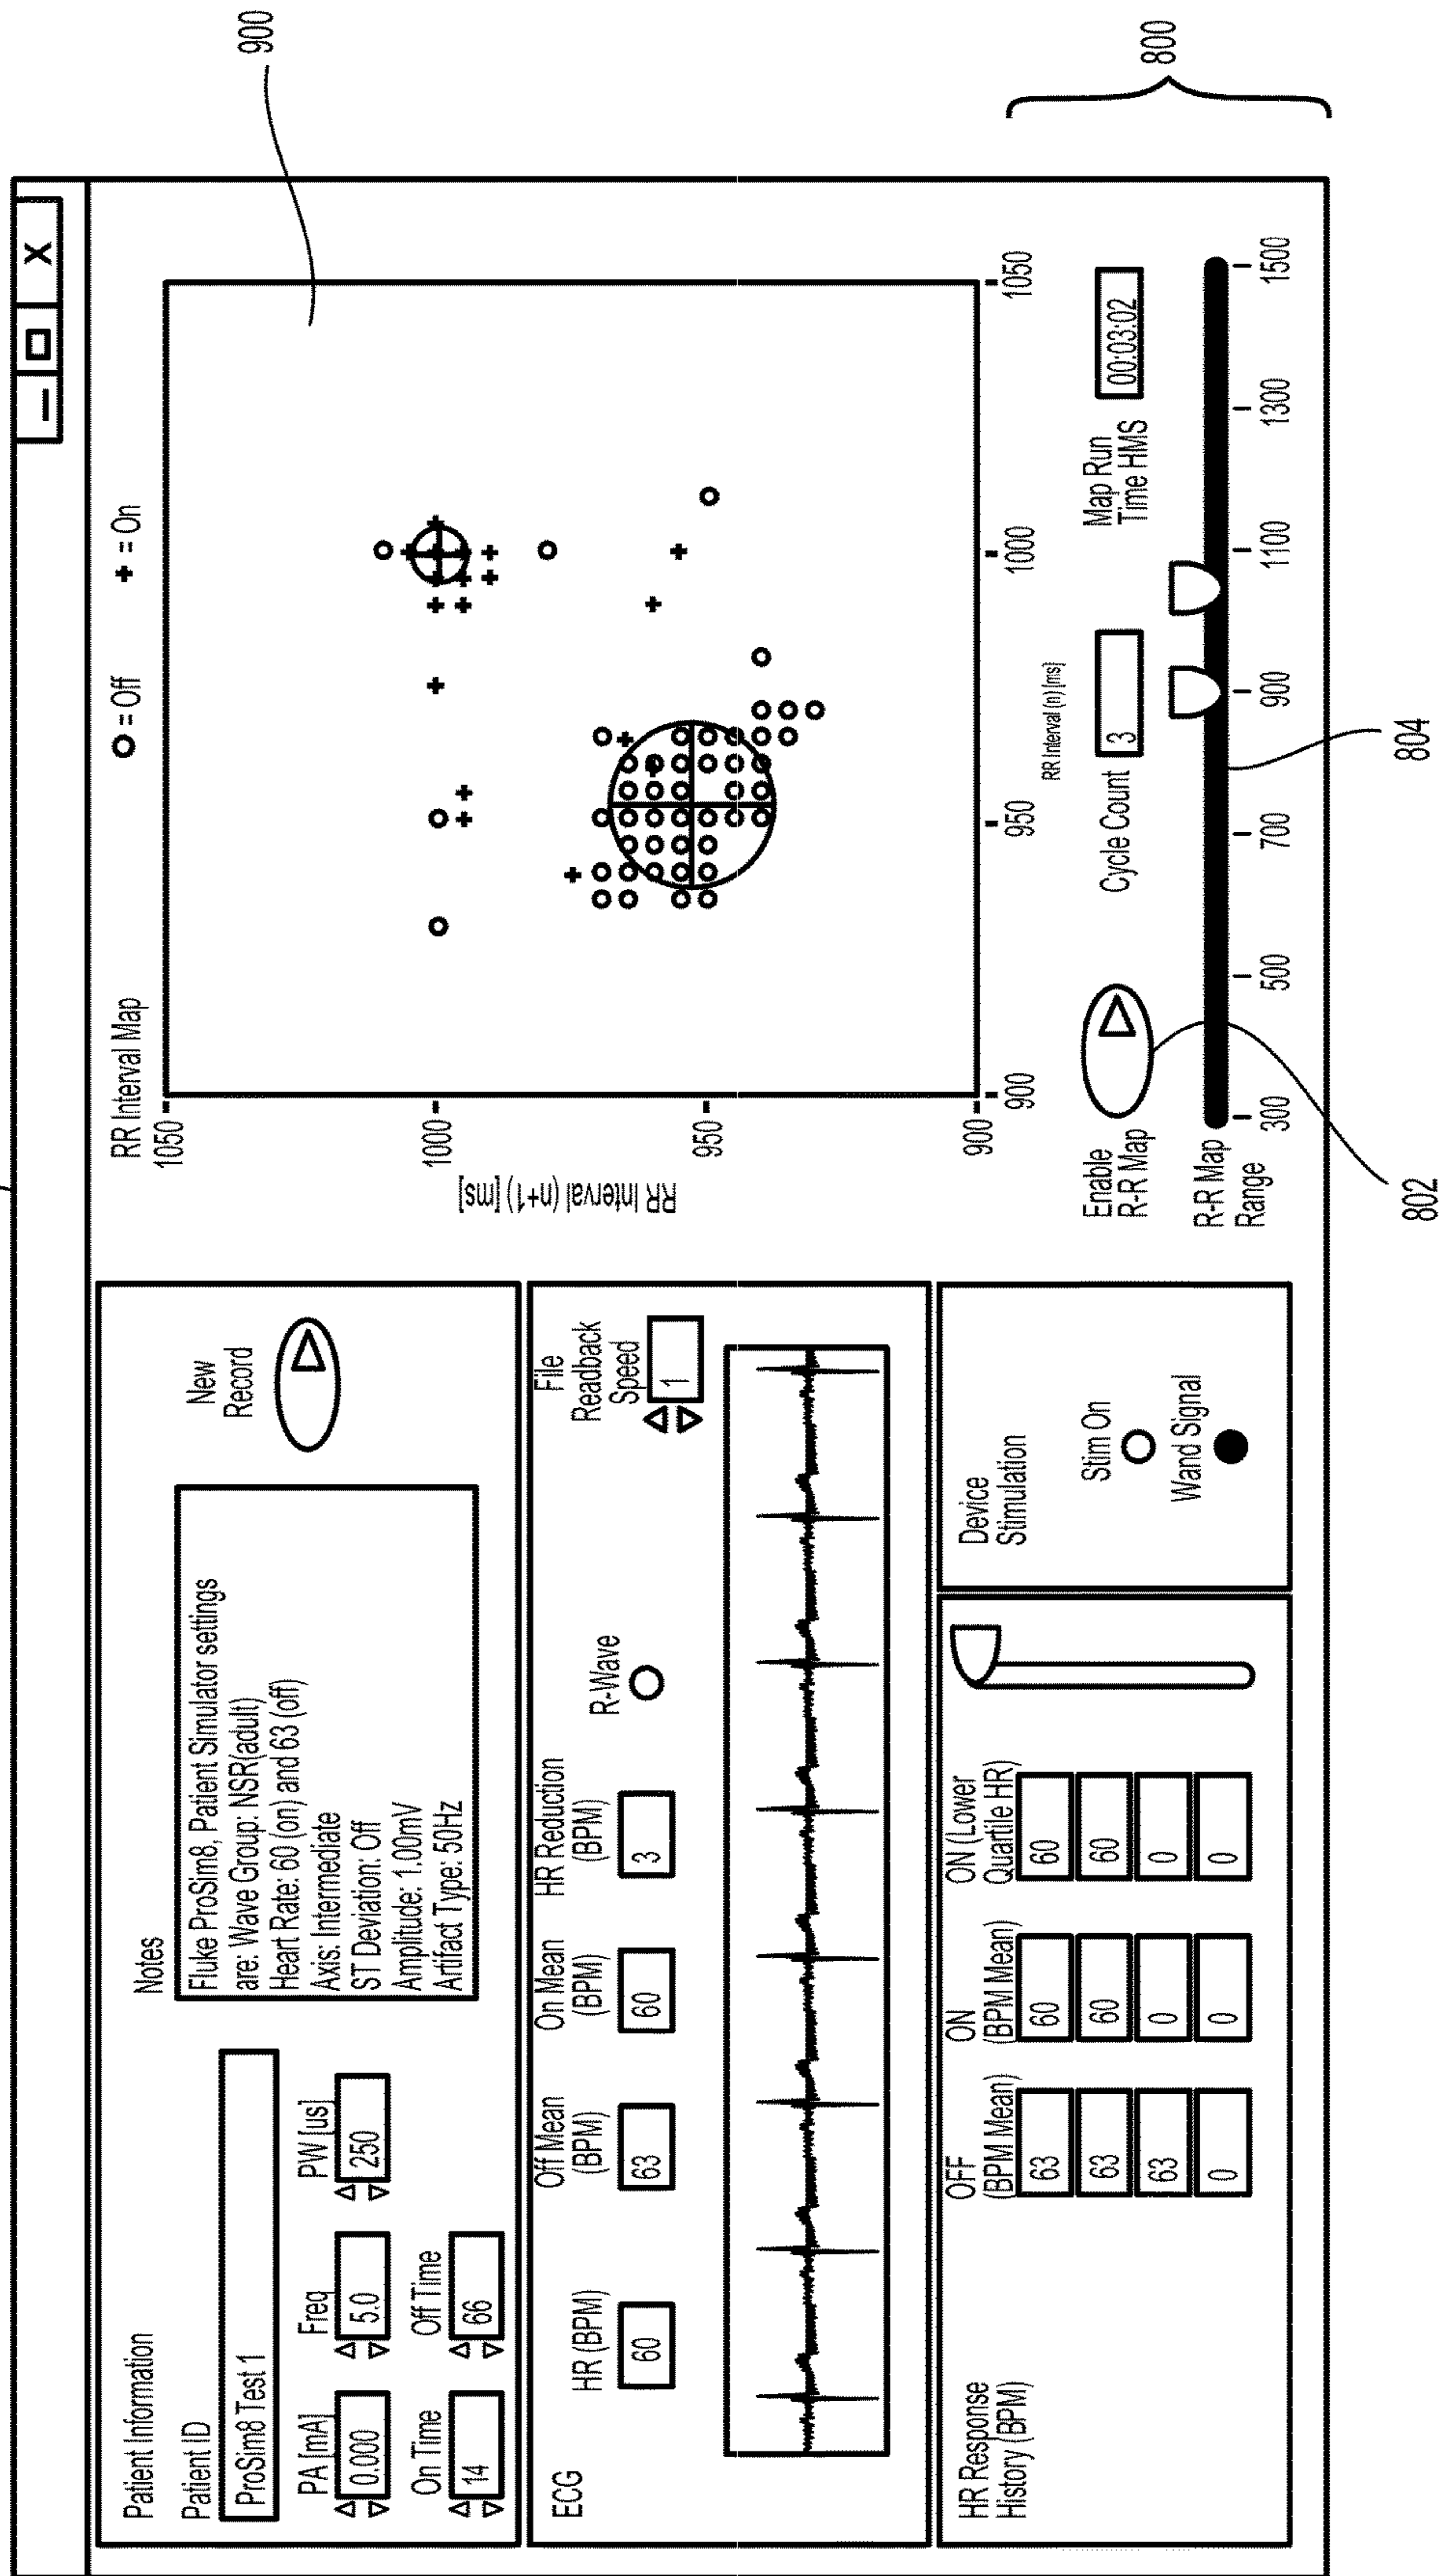 X
Patient Information
Patient ID
ProSim8 Test 1
PA [mA]
Freq
PW [us]
0.000
5.0
250
On Time
Off Time
14
66
Notes
Fluke ProSim8, Patient Simulator settings
are: Wave Group: NSR(adult)
Heart Rate: 60 (on) and 63 (off)
Axis: Intermediate
ST Deviation: Off
Amplitude: 1.00mV
Artifact Type: 50Hz
New
Record
ECG
HR (BPM)
60
Off Mean
(BPM)
63
On Mean
(BPM)
60
HR Reduction
(BPM)
3
R-Wave
File
Readback
Speed
1
HR Response
History (BPM)
OFF
(BPM Mean)
63
63
63
0
ON
(BPM Mean)
60
60
0
0
ON (Lower
Quartile HR)
60
60
0
0
Device
Stimulation
Stim On
Wand Signal
RR Interval Map
O = Off
+ = On
1050
1000
950
900
RR Interval (n+1) [ms]
900
950
1000
1050
RR Interval (n) [ms]
Enable
R-R Map
Cycle Count
3
Map Run
Time HMS
00:03:02
R-R Map
Range
300
500
700
900
1100
1300
1500
900
800
802
804